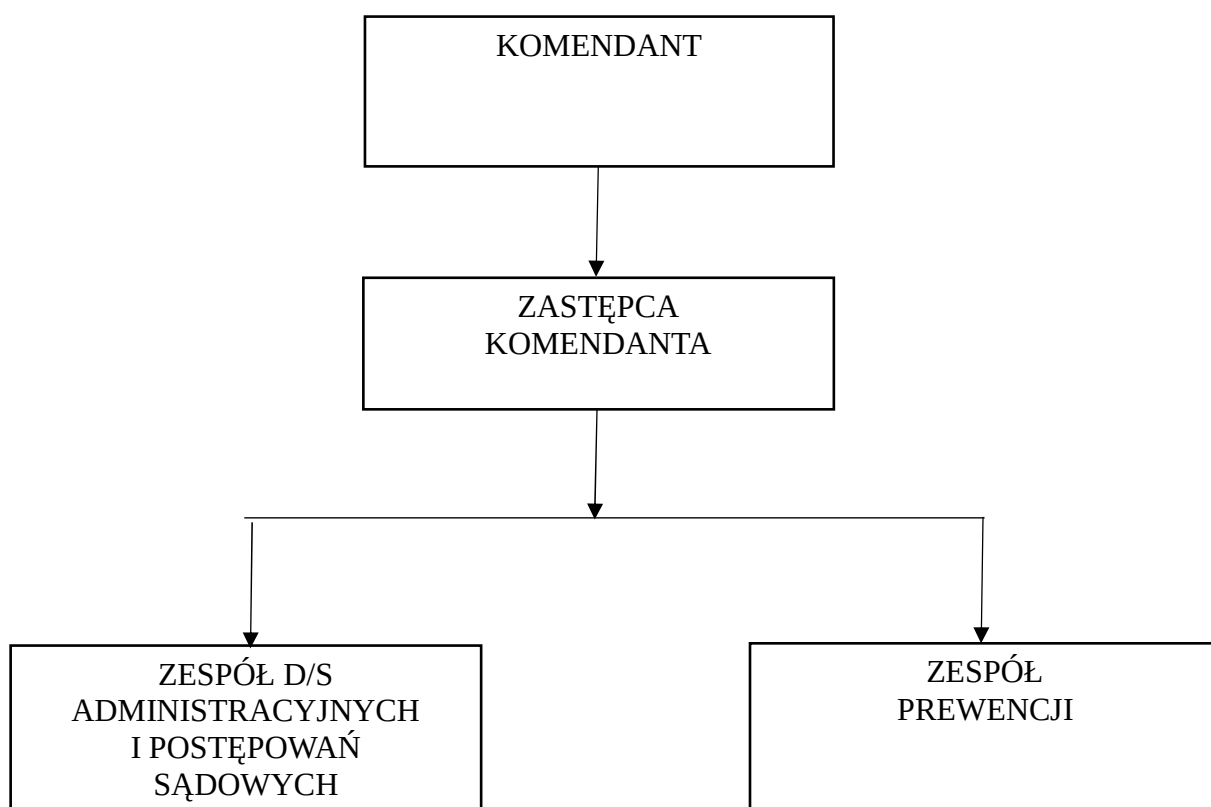 KOMENDANT
ZASTĘPCA
KOMENDANTA
ZESPÓŁ D/S
ADMINISTRACYJNYCH
I POSTĘPOWAŃ
SĄDOWYCH
ZESPÓŁ
PREWENCJI